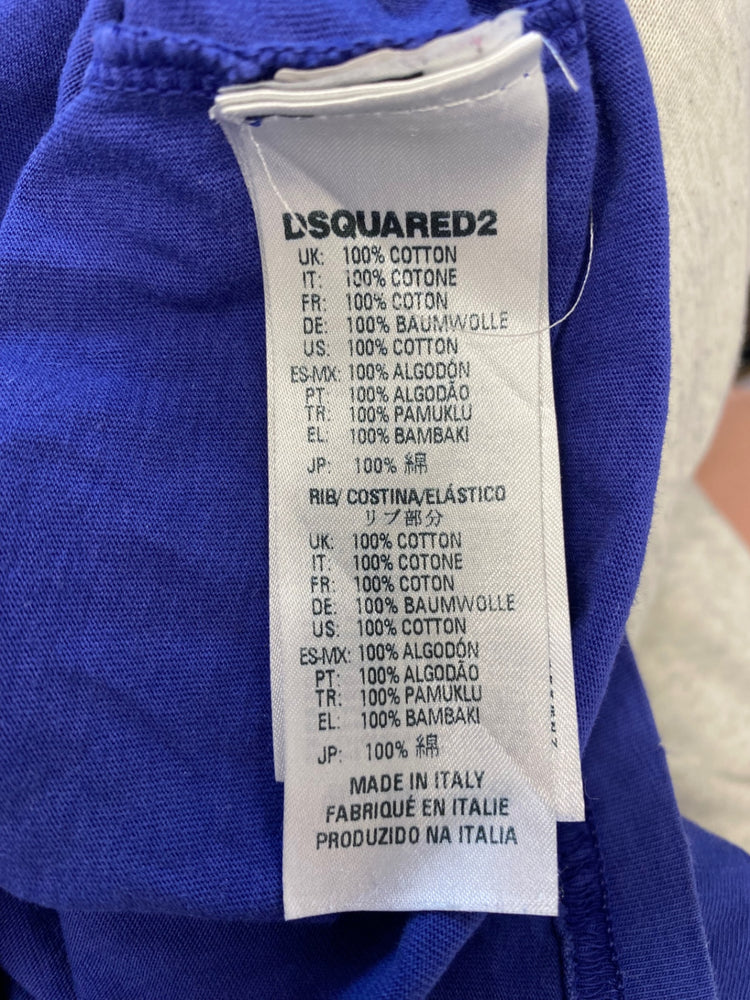 DSQUARED2
UK: 100% COTTON
IT: 100% COTONE
FR: 100% COTON
DE: 100% BAUMWOLLE
US: 100% COTTON
ES-MX: 100% ALGODÓN
PT: 100% ALGODÃO
TR: 100% PAMUKLU
EL: 100% BAMBAKI
JP: 100% 綿
RIB/ COSTINA/ELÁSTICO
リブ部分
UK: 100% COTTON
IT: 100% COTONE
FR: 100% COTON
DE: 100% BAUMWOLLE
US: 100% COTTON
ES-MX: 100% ALGODÓN
PT: 100% ALGODÃO
TR: 100% PAMUKLU
EL: 100% BAMBAKI
JP: 100% 綿
MADE IN ITALY
FABRIQUÉ EN ITALIE
PRODUZIDO NA ITALIA